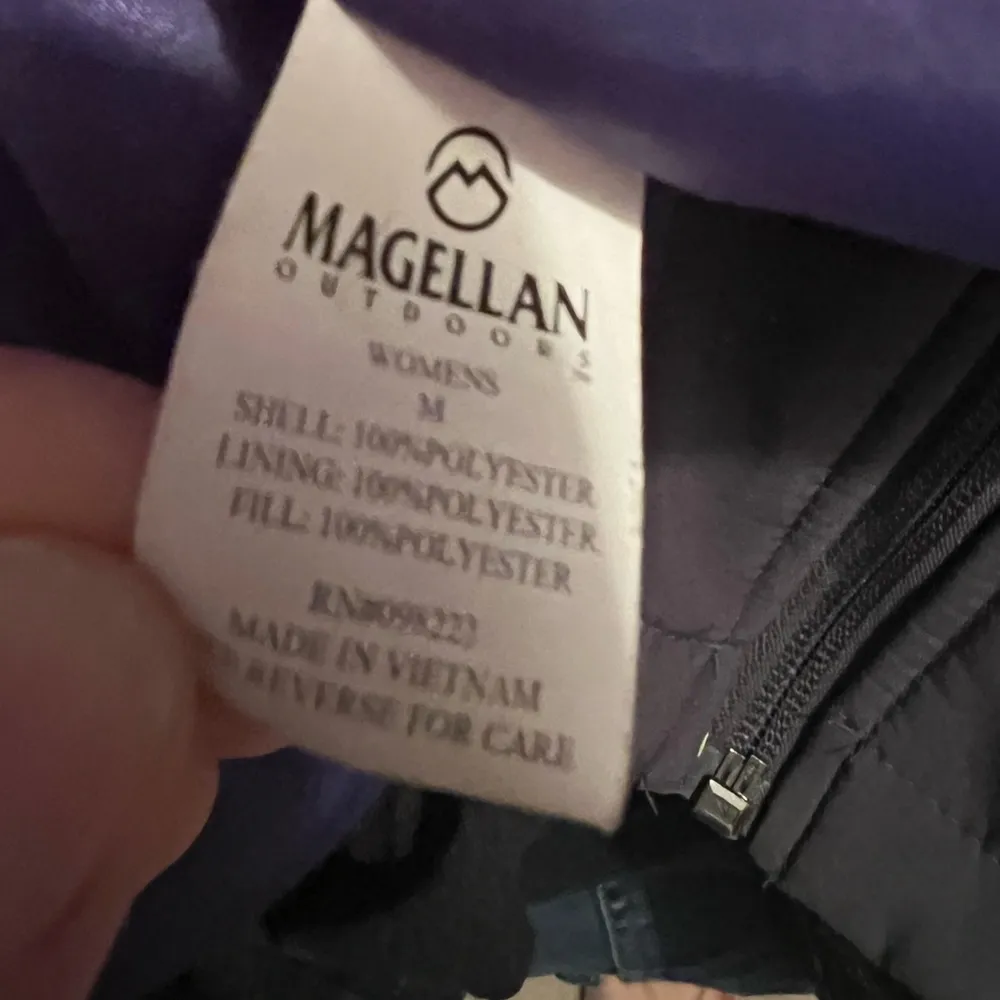 MAGELLAN
OUTDOORS
WOMENS
M
SHELL: 100%POLYESTER
LINING: 100%POLYESTER
FILL: 100%POLYESTER
MADE IN VIETNAM
REVERSE FOR CARE